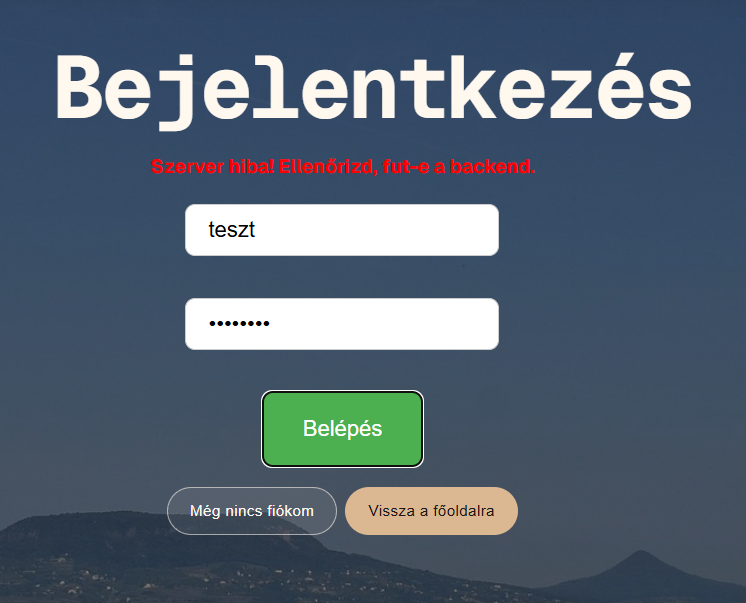 Bejelentkezés
Szerver hiba! Ellenőrizd, fut-e a backend.
teszt
••••••••
Belépés
Még nincs fiókom
Vissza a főoldalra